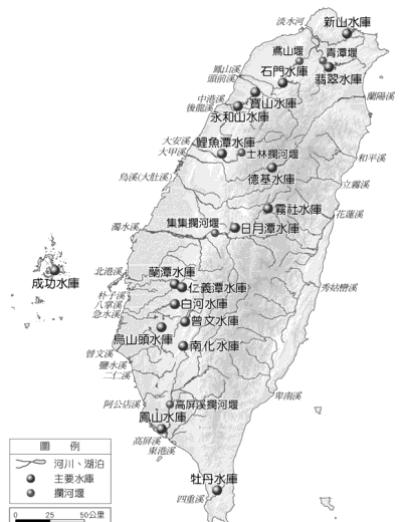 淡水河
新山水庫
鳶山堰
青潭堰
鳳山溪
頭前溪
石門水庫
翡翠水庫
中港溪
後龍溪
寶山水庫
蘭陽溪
永和山水庫
大安溪
大甲溪
鯉魚潭水庫
士林攔河堰
和平溪
烏溪(大肚溪)
德基水庫
立霧溪
霧社水庫
花蓮溪
濁水溪
集集攔河堰
日月潭水庫
成功水庫
北港溪
蘭潭水庫
仁義潭水庫
秀姑巒溪
朴子溪
八掌溪
急水溪
白河水庫
曾文水庫
烏山頭水庫
曾文溪
南化水庫
鹽水溪
二仁溪
卑南溪
阿公店溪
高屏溪攔河堰
鳳山水庫
高屏溪
東港溪
牡丹水庫
四重溪
圖 例
河川、湖泊
主要水庫
攔河堰
0 25 50公里